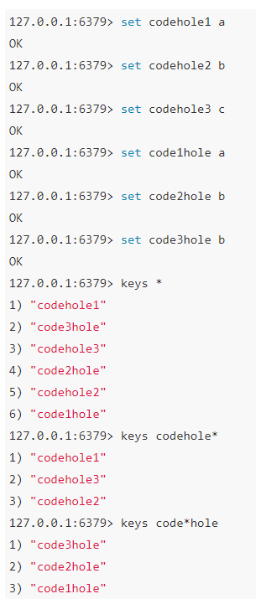 127.0.0.1:6379> set codehole1 a
OK
127.0.0.1:6379> set codehole2 b
OK
127.0.0.1:6379> set codehole3 c
OK
127.0.0.1:6379> set code1hole a
OK
127.0.0.1:6379> set code2hole b
OK
127.0.0.1:6379> set code3hole b
OK
127.0.0.1:6379> keys *
1) "codehole1"
2) "code3hole"
3) "codehole3"
4) "code2hole"
5) "codehole2"
6) "code1hole"
127.0.0.1:6379> keys codehole*
1) "codehole1"
2) "codehole3"
3) "codehole2"
127.0.0.1:6379> keys code*hole
1) "code3hole"
2) "code2hole"
3) "code1hole"